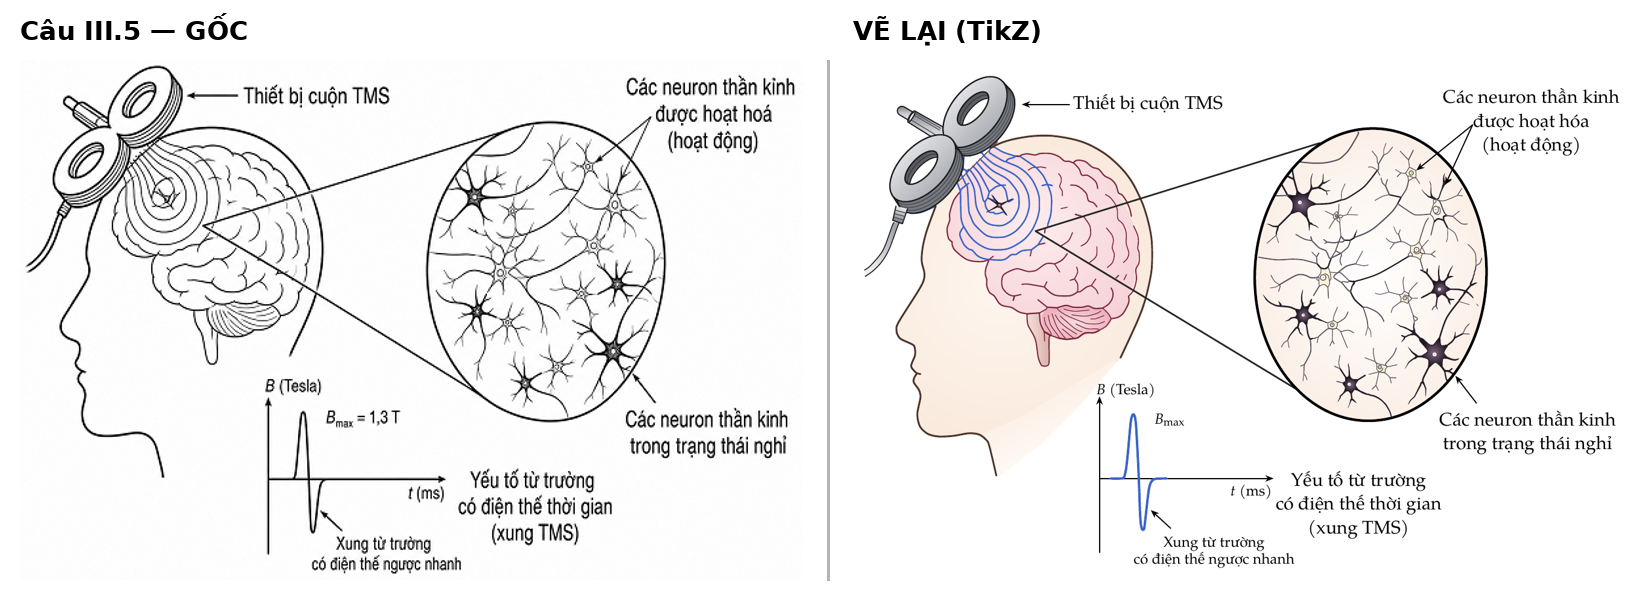 Câu III.5 — GỐC
Thiết bị cuộn TMS
Các neuron thần kinh
được hoạt hoá
(hoạt động)
B (Tesla)
Bmax = 1,3 T
t (ms)
Xung từ trường
có điện thế ngược nhanh
Yếu tố từ trường
có điện thế thời gian
(xung TMS)
Các neuron thần kinh
trong trạng thái nghỉ
VẼ LẠI (TikZ)
Thiết bị cuộn TMS
Các neuron thần kinh
được hoạt hóa
(hoạt động)
B (Tesla)
Bmax
t (ms)
Xung từ trường
có điện thế ngược nhanh
Yếu tố từ trường
có điện thế thời gian
(xung TMS)
Các neuron thần kinh
trong trạng thái nghỉ